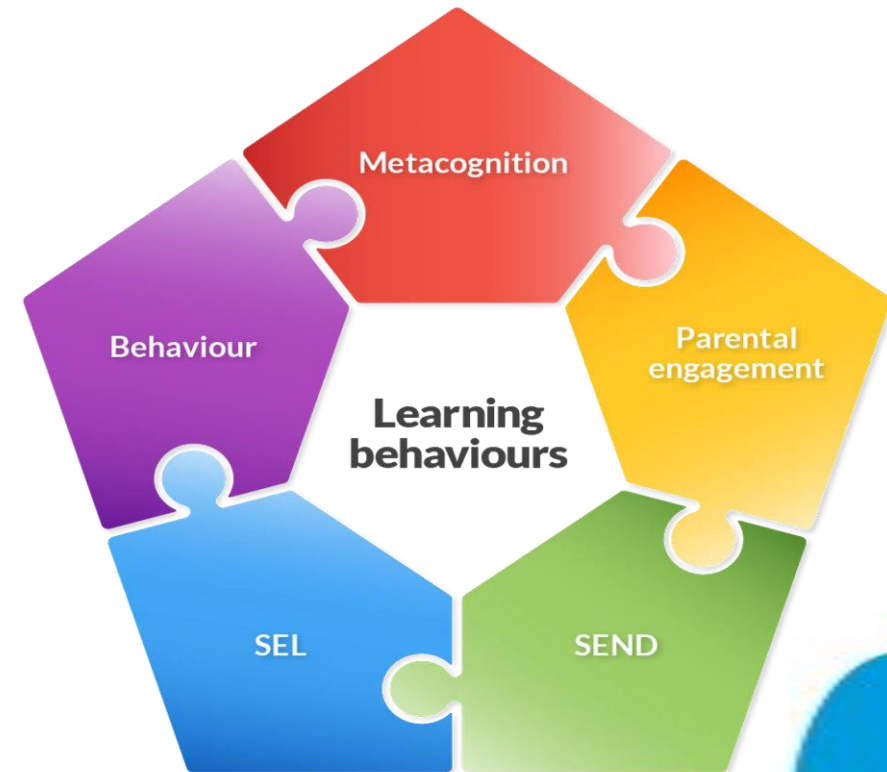 Metacognition
Behaviour
Parental
engagement
Learning
behaviours
SEL
SEND